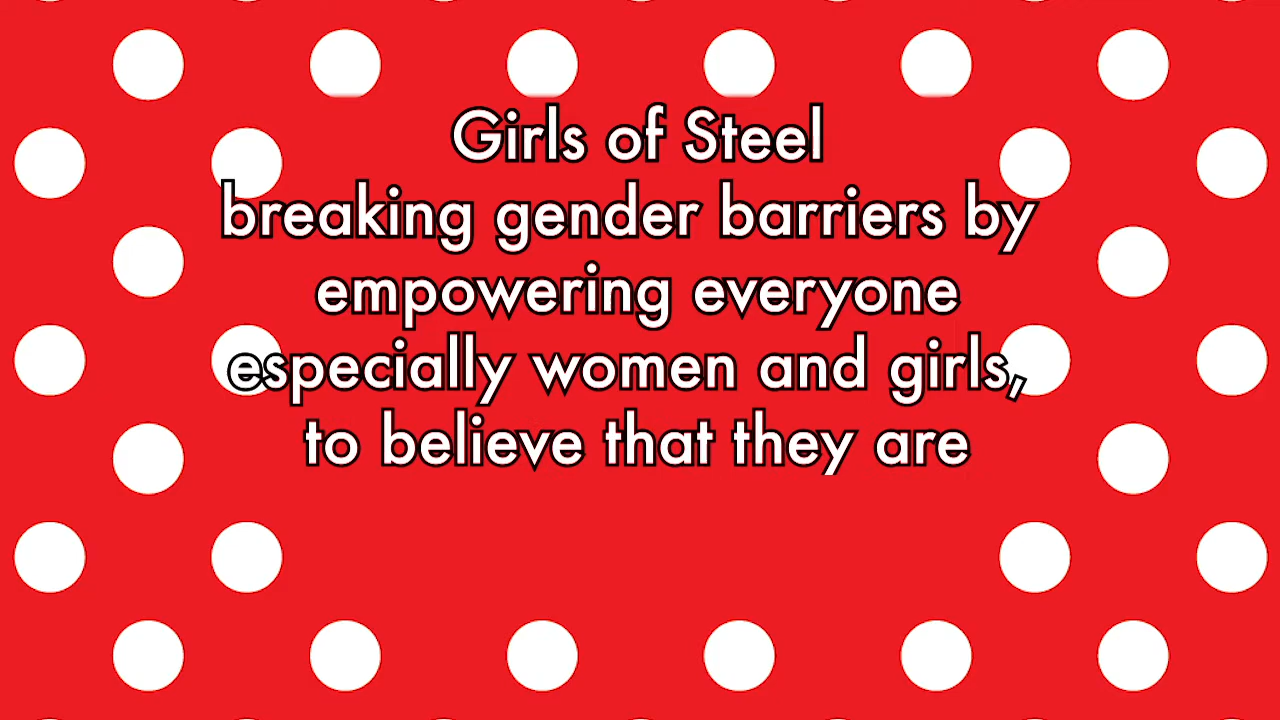 Girls of Steel
breaking gender barriers by
empowering everyone
especially women and girls,
to believe that they are